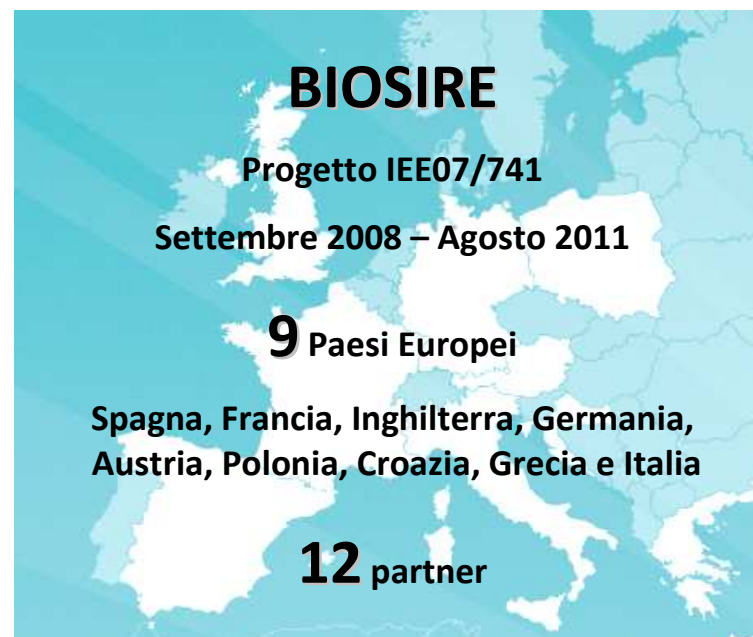 BIOSIRE
Progetto IEE07/741
Settembre 2008 – Agosto 2011
9 Paesi Europei
Spagna, Francia, Inghilterra, Germania,
Austria, Polonia, Croazia, Grecia e Italia
12 partner